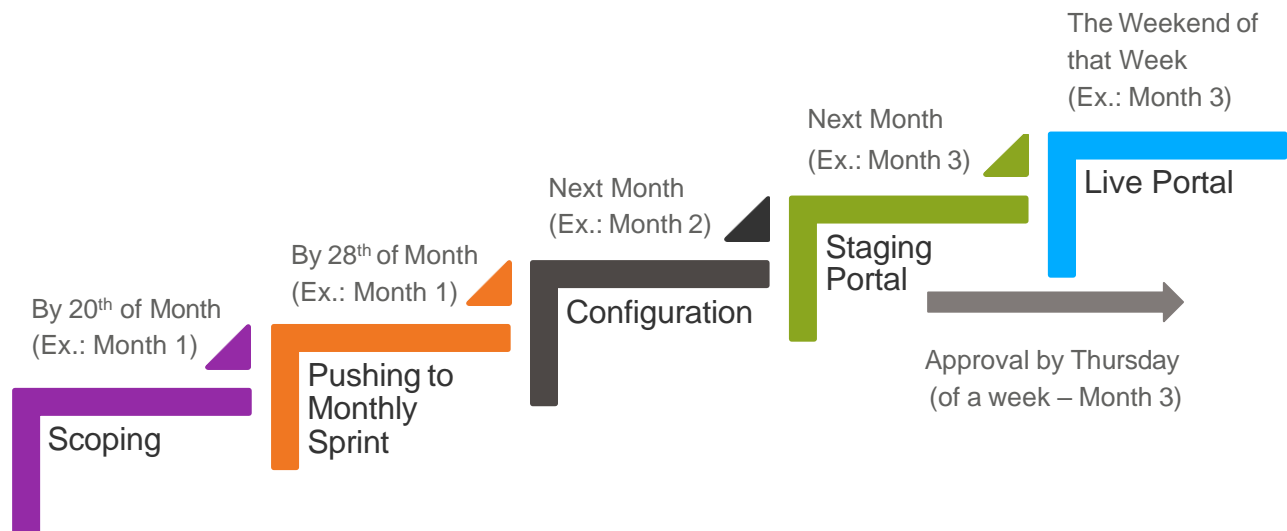 By 20th of Month
(Ex.: Month 1)
Scoping
By 28th of Month
(Ex.: Month 1)
Pushing to
Monthly
Sprint
Next Month
(Ex.: Month 2)
Configuration
Next Month
(Ex.: Month 3)
Staging
Portal
The Weekend of
that Week
(Ex.: Month 3)
Live Portal
Approval by Thursday
(of a week – Month 3)